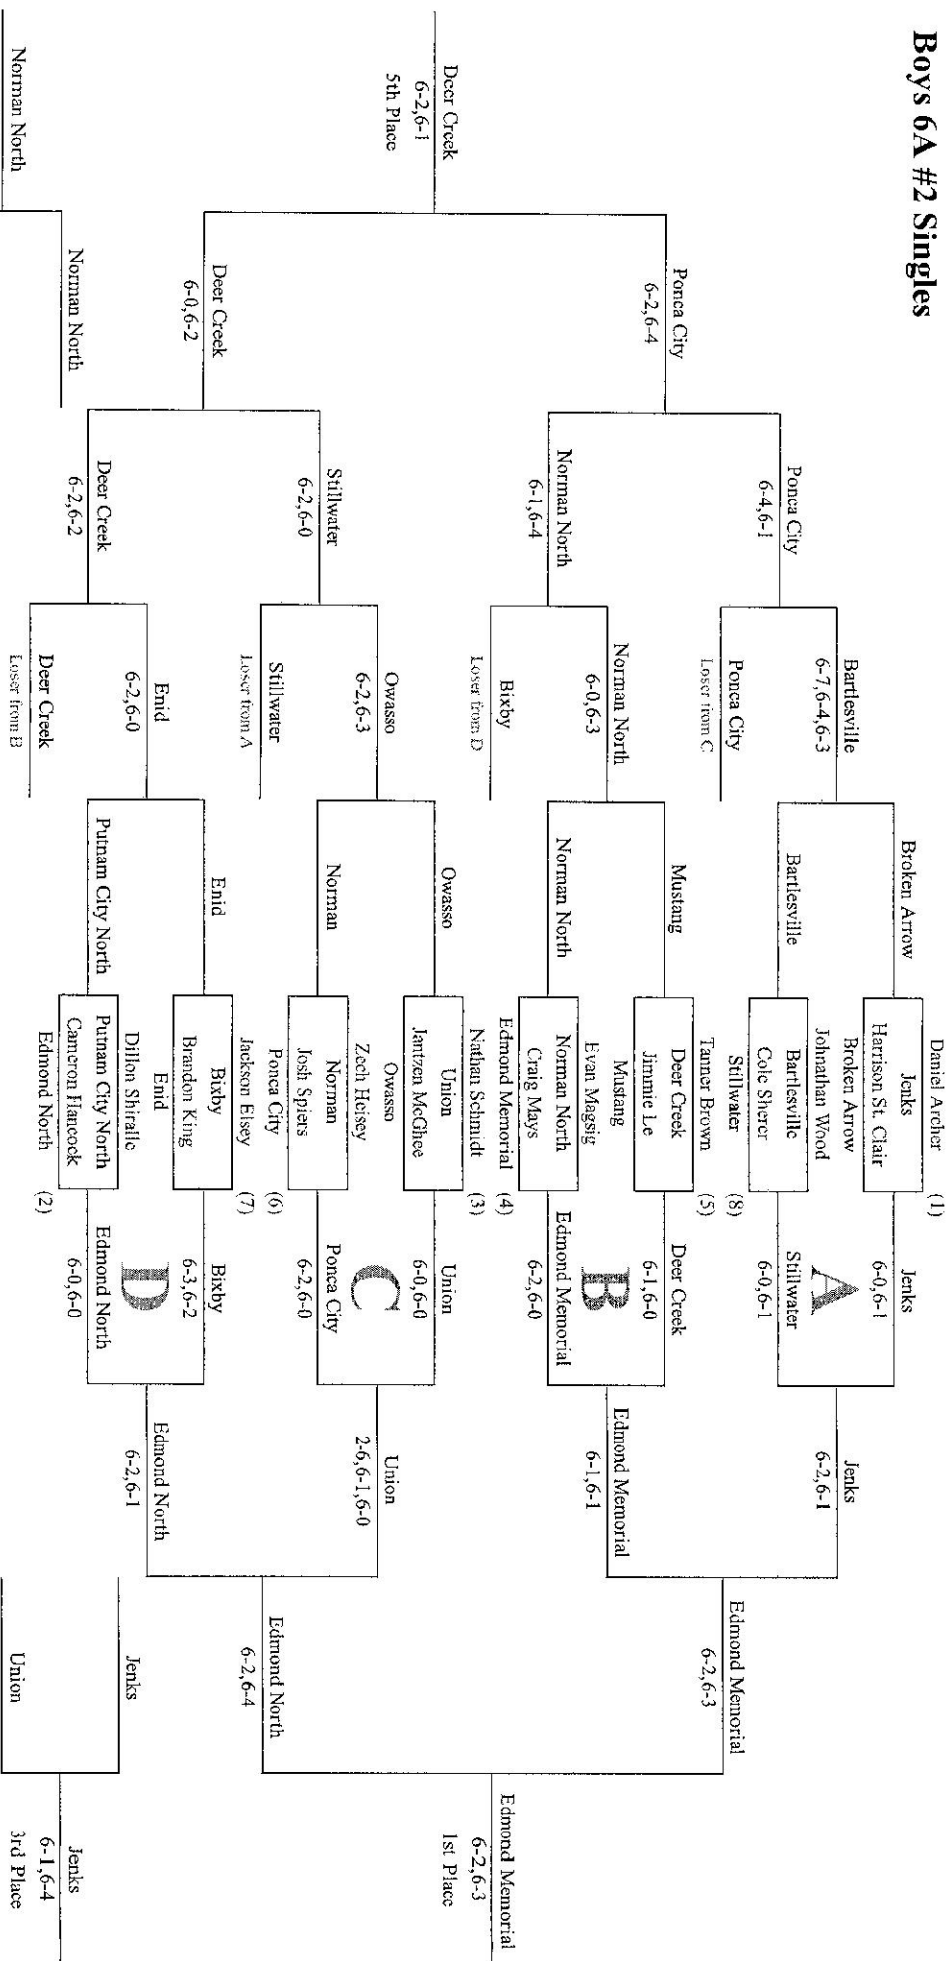 Boys 6A #2 Singles
Deer Creek
6-2,6-1
5th Place
Norman North
Ponca City
6-2,6-4
Deer Creek
6-0,6-2
Norman North
Ponca City
6-4,6-1
Norman North
6-1,6-4
Stillwater
6-2,6-0
Deer Creek
6-2,6-2
Bartlesville
6-7,6-4,6-3
Ponca City
Loser from C
Norman North
6-0,6-3
Bixby
Loser from D
Owasso
6-2,6-3
Stillwater
Loser from A
Enid
6-2,6-0
Deer Creek
Loser from B
Broken Arrow
Bartlesville
Mustang
Norman North
Owasso
Norman
Enid
Putnam City North
Daniel Archer (1)
Jenks
Harrison St. Clair
Broken Arrow
Johnathan Wood
Bartlesville
Cole Sherer
Stillwater (8)
Tanner Brown (5)
Deer Creek
Jimmie Le
Mustang
Evan Magsig
Norman North
Craig Mays
Edmond Memorial (4)
Nathan Schmidt (3)
Union
Jantzen McGhee
Owasso
Zech Heisey
Norman
Josh Spiers
Ponca City (6)
Jackson Elsey (7)
Bixby
Brandon King
Enid
Dillon Shiralle
Putnam City North
Cameron Hancock
Edmond North (2)
Jenks
6-0,6-1
A
Stillwater
6-0,6-1
Deer Creek
6-1,6-0
B
Edmond Memorial
6-2,6-0
Union
6-0,6-0
C
Ponca City
6-2,6-0
Bixby
6-3,6-2
D
Edmond North
6-0,6-0
Jenks
6-2,6-1
Edmond Memorial
6-1,6-1
Union
2-6,6-1,6-0
Edmond North
6-2,6-1
Edmond Memorial
6-2,6-3
Edmond North
6-2,6-4
Jenks
Union
Edmond Memorial
6-2,6-3
1st Place
Jenks
6-1,6-4
3rd Place